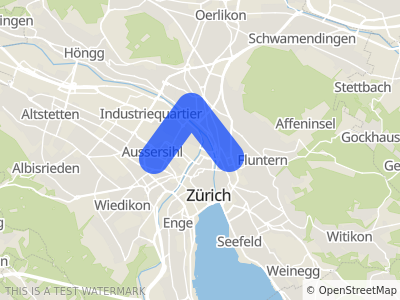 Oerlikon
ingen
Schwamendingen
Höngg
Stettbach
Altstetten
Industriequartier
Affeninsel
Gockhaus
Aussersihl
Fluntern
Albisrieden
Ge
Zürich
Wiedikon
Enge
Seefeld
Witikon
Weinegg
THIS IS A TEST WATERMARK
© OpenStreetMap